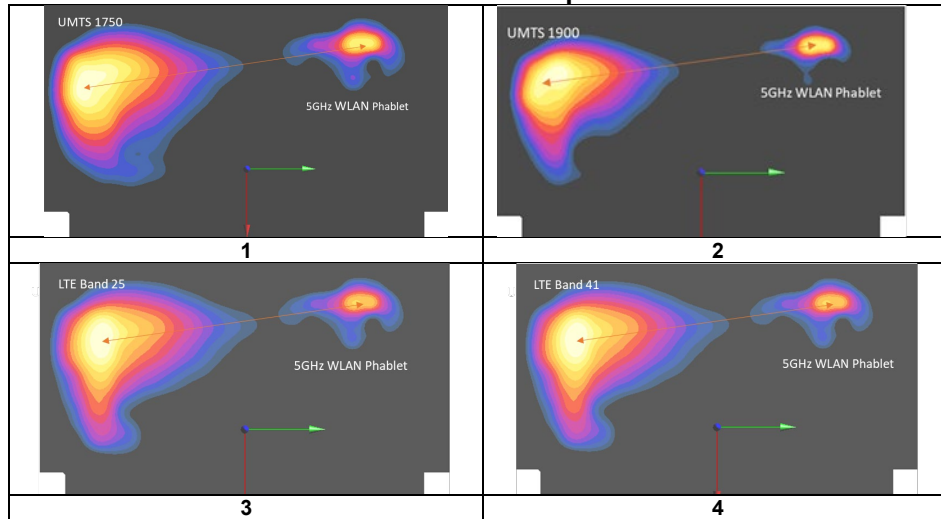 UMTS 1750
5GHz WLAN Phablet
UMTS 1900
5GHz WLAN Phablet
1
2
LTE Band 25
5GHz WLAN Phablet
LTE Band 41
5GHz WLAN Phablet
3
4